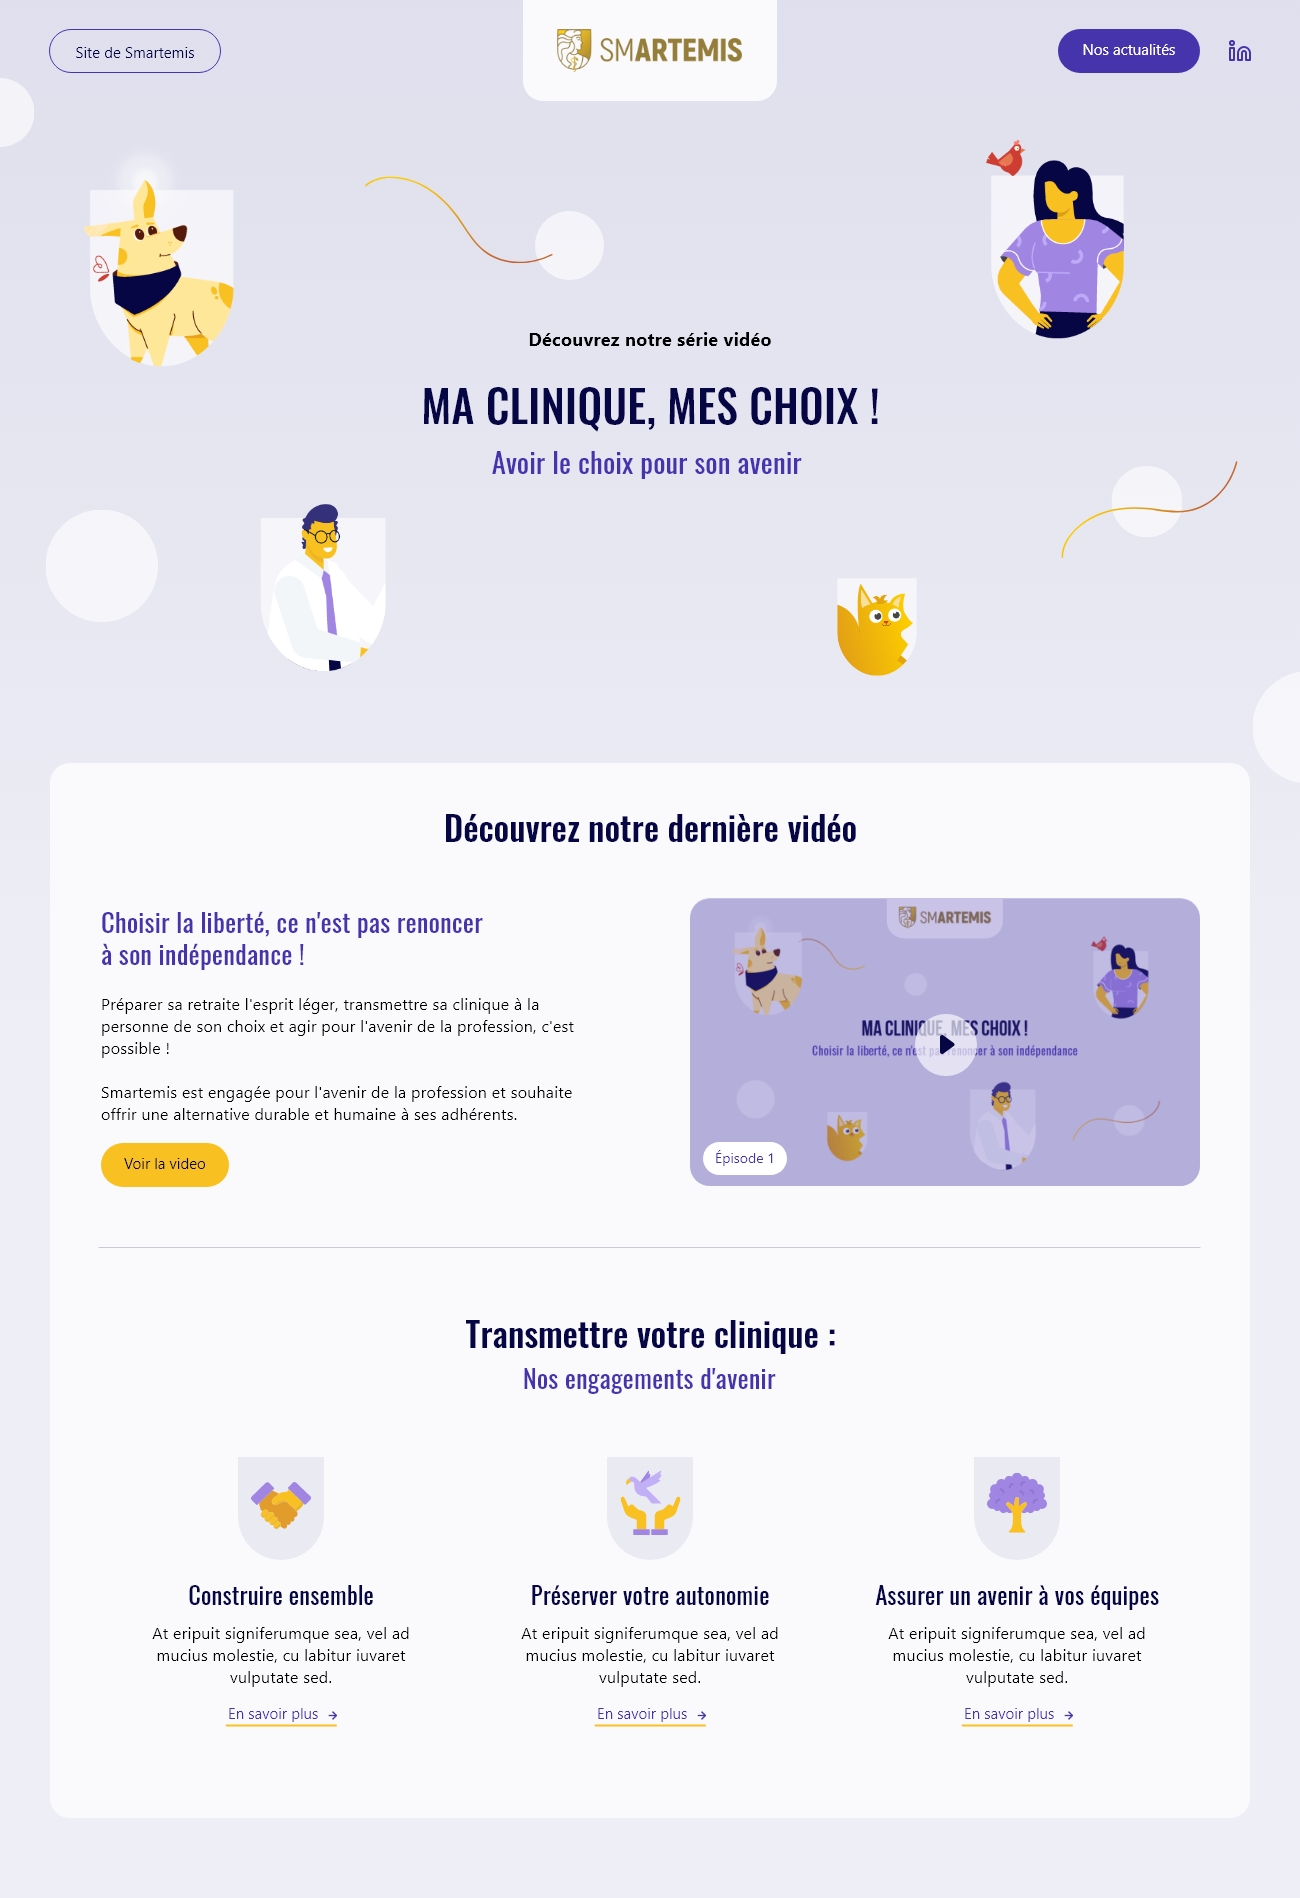 Site de Smartemis
SMARTEMIS
Nos actualités
in
Découvrez notre série vidéo
MA CLINIQUE, MES CHOIX !
Avoir le choix pour son avenir
Découvrez notre dernière vidéo
Choisir la liberté, ce n'est pas renoncer
à son indépendance !
Préparer sa retraite l'esprit léger, transmettre sa clinique à la
personne de son choix et agir pour l'avenir de la profession, c'est
possible !
Smartemis est engagée pour l'avenir de la profession et souhaite
offrir une alternative durable et humaine à ses adhérents.
Voir la video
SMARTEMIS
MA CLINIQUE, MES CHOIX !
Choisir la liberté, ce n'est pas renoncer à son indépendance
Épisode 1
Transmettre votre clinique :
Nos engagements d'avenir
Construire ensemble
At eripuit signiferumque sea, vel ad
mucius molestie, cu labitur iuvaret
vulputate sed.
En savoir plus
Préserver votre autonomie
At eripuit signiferumque sea, vel ad
mucius molestie, cu labitur iuvaret
vulputate sed.
En savoir plus
Assurer un avenir à vos équipes
At eripuit signiferumque sea, vel ad
mucius molestie, cu labitur iuvaret
vulputate sed.
En savoir plus